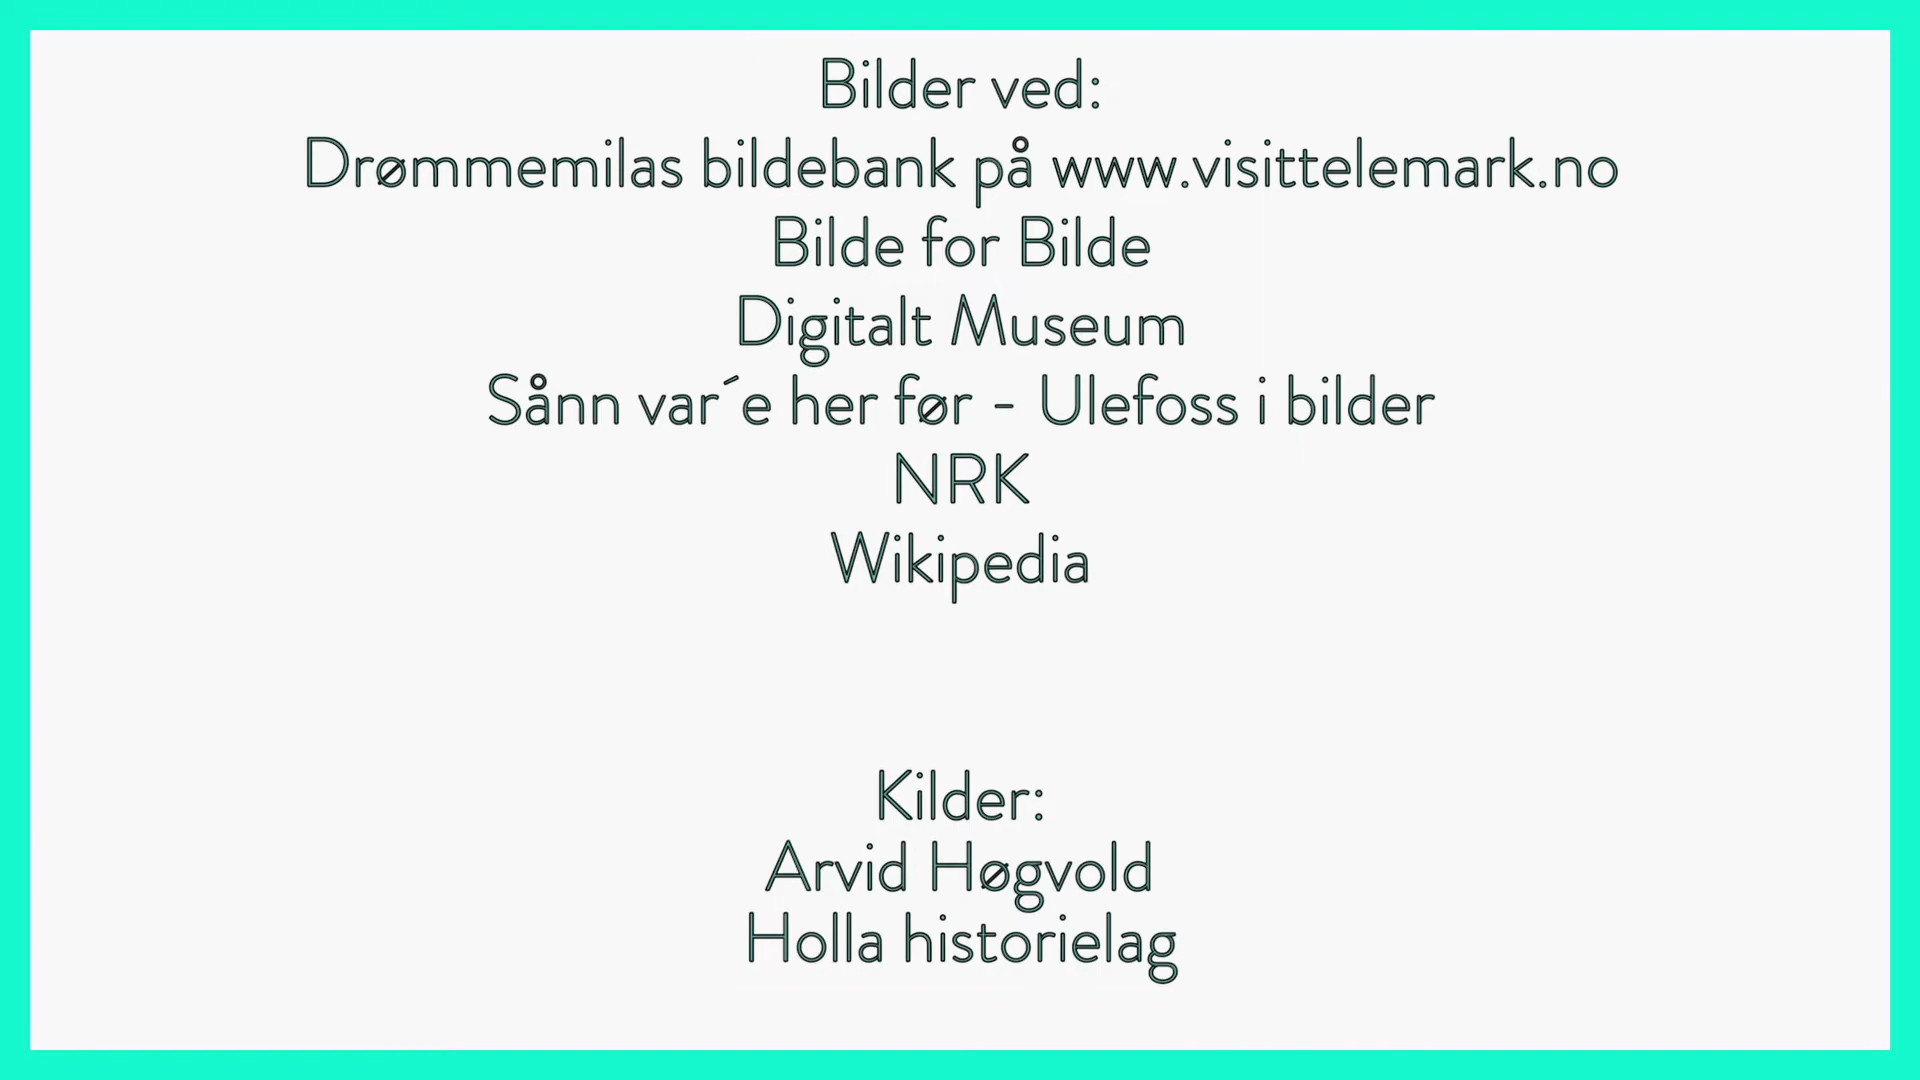 Bilder ved:
Drømmemilas bildebank på www.visittelemark.no
Bilde for Bilde
Digitalt Museum
Sånn var´e her før - Ulefoss i bilder
NRK
Wikipedia
Kilder:
Arvid Høgvold
Holla historielag